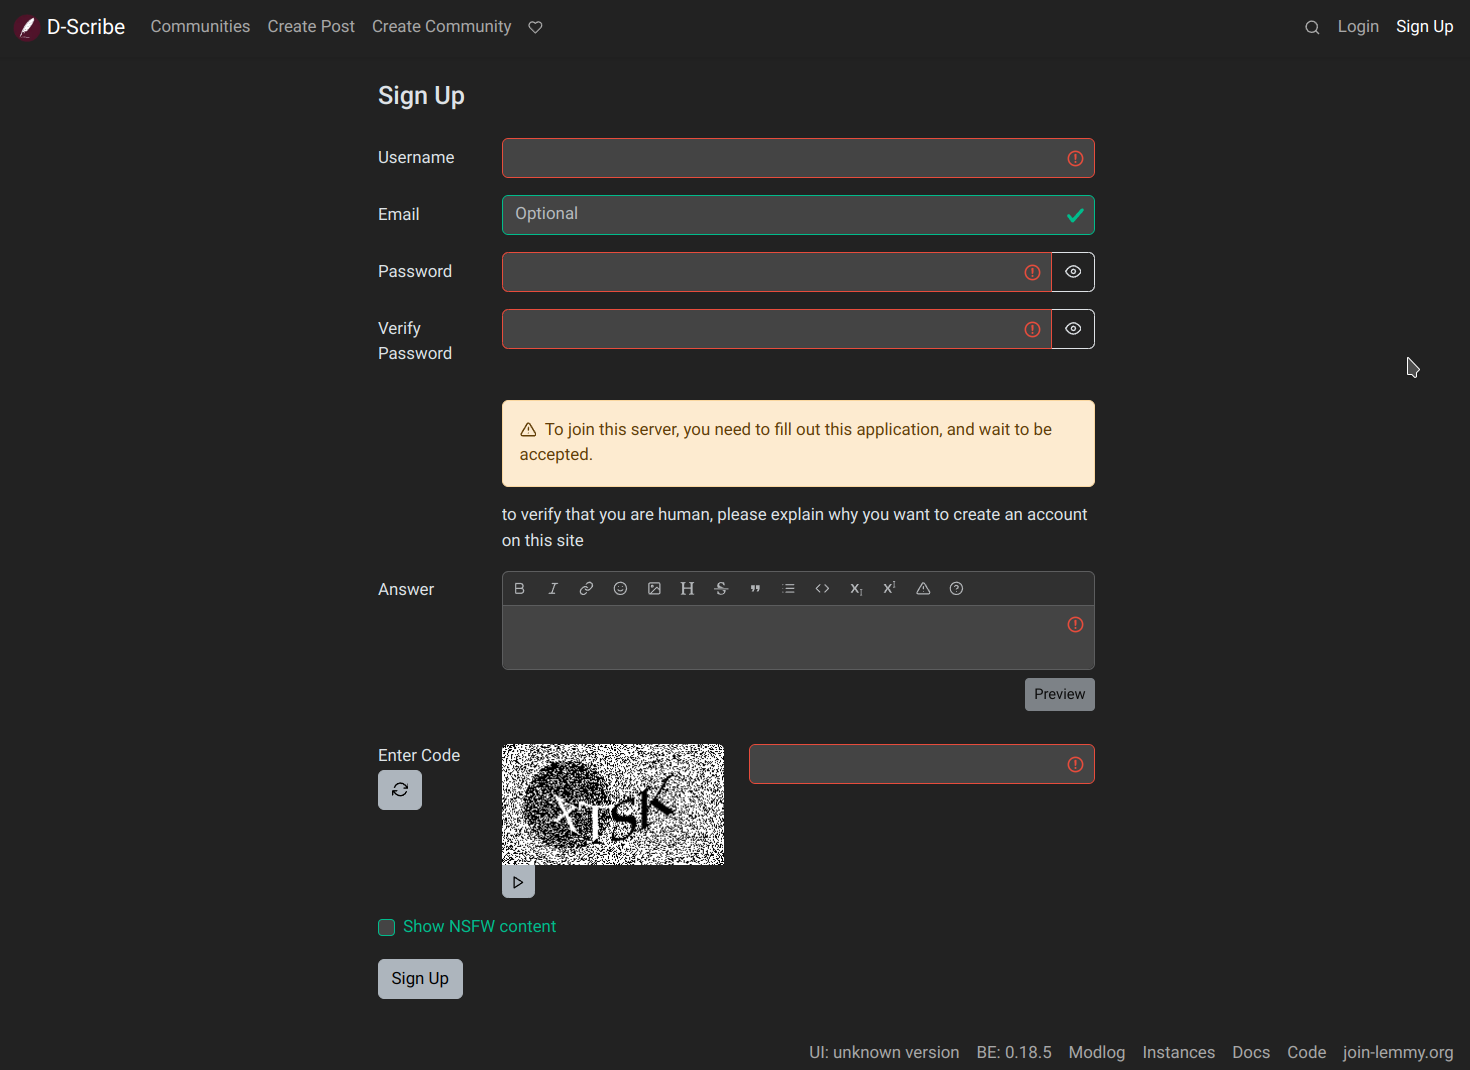 D-Scribe Communities Create Post Create Community Login Sign Up
Sign Up
Username
Email Optional
Password
Verify
Password
To join this server, you need to fill out this application, and wait to be
accepted.
to verify that you are human, please explain why you want to create an account
on this site
Answer
Preview
Enter Code
XTSK
Show NSFW content
Sign Up
UI: unknown version BE: 0.18.5 Modlog Instances Docs Code join-lemmy.org